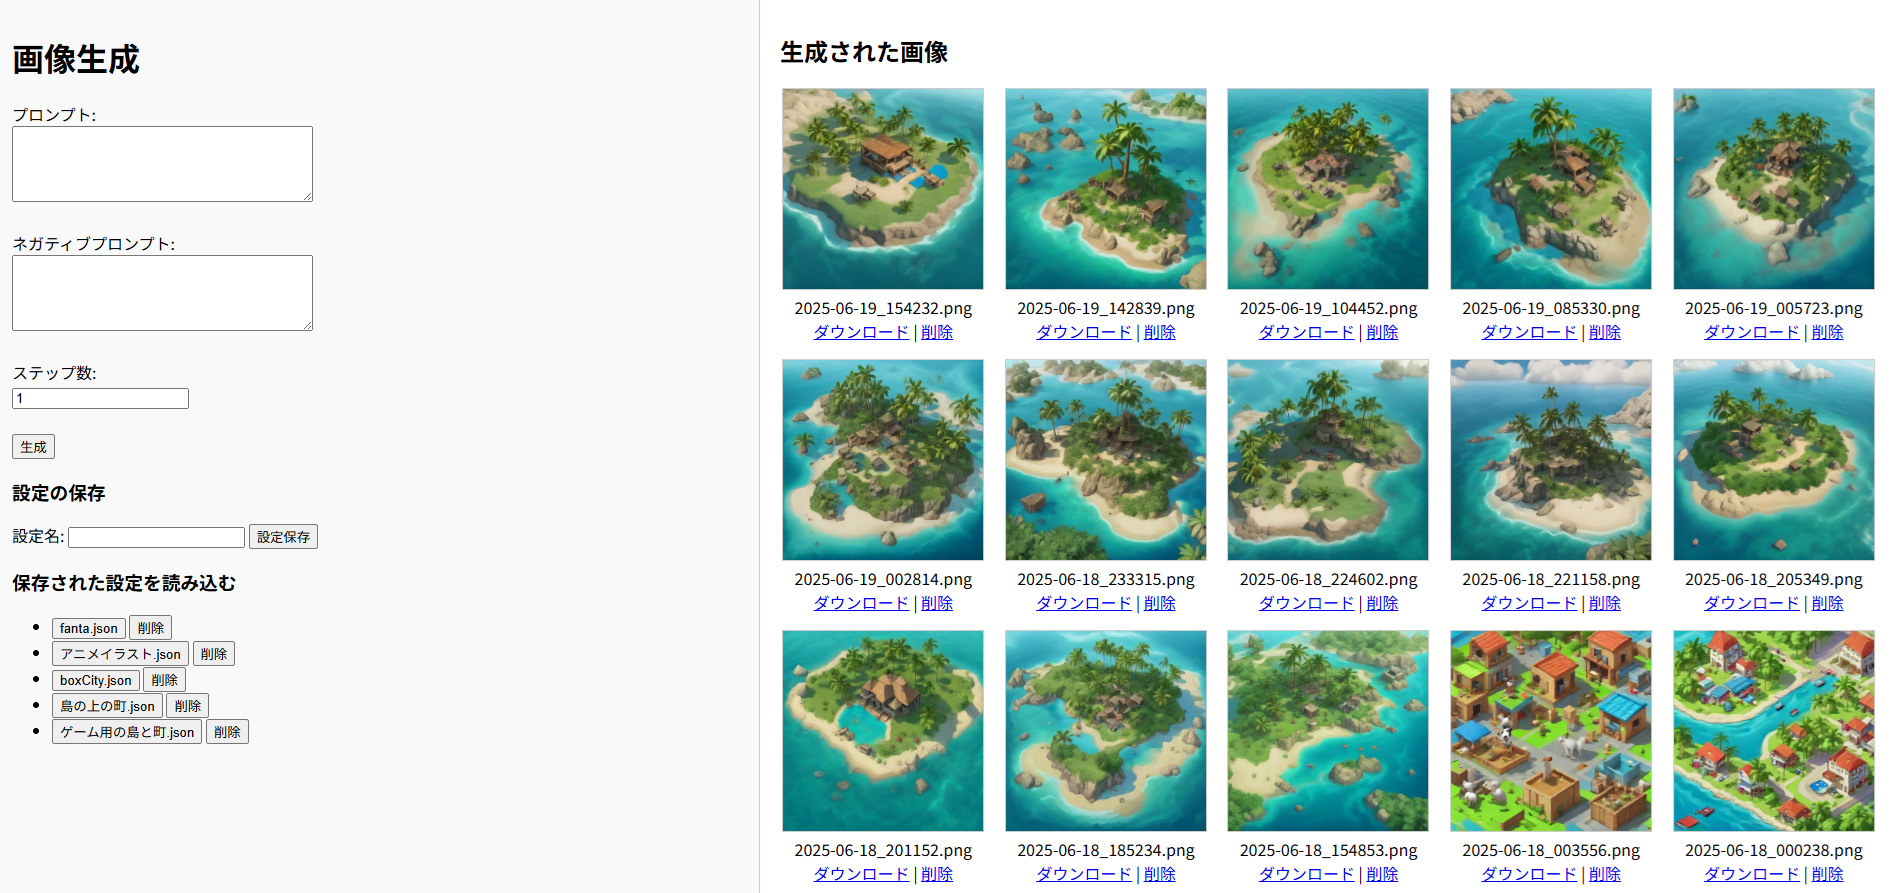 画像生成
プロンプト:
ネガティブプロンプト:
ステップ数:
1
生成
設定の保存
設定名: 設定保存
保存された設定を読み込む
fanta.json 削除
アニメイラスト.json 削除
boxCity.json 削除
島の上の町.json 削除
ゲーム用の島と町.json 削除
生成された画像
2025-06-19_154232.png 2025-06-19_142839.png 2025-06-19_104452.png 2025-06-19_085330.png 2025-06-19_005723.png
ダウンロード | 削除 ダウンロード | 削除 ダウンロード | 削除 ダウンロード | 削除 ダウンロード | 削除
2025-06-19_002814.png 2025-06-18_233315.png 2025-06-18_224602.png 2025-06-18_221158.png 2025-06-18_205349.png
ダウンロード | 削除 ダウンロード | 削除 ダウンロード | 削除 ダウンロード | 削除 ダウンロード | 削除
2025-06-18_201152.png 2025-06-18_185234.png 2025-06-18_154853.png 2025-06-18_003556.png 2025-06-18_000238.png
ダウンロード | 削除 ダウンロード | 削除 ダウンロード | 削除 ダウンロード | 削除 ダウンロード | 削除